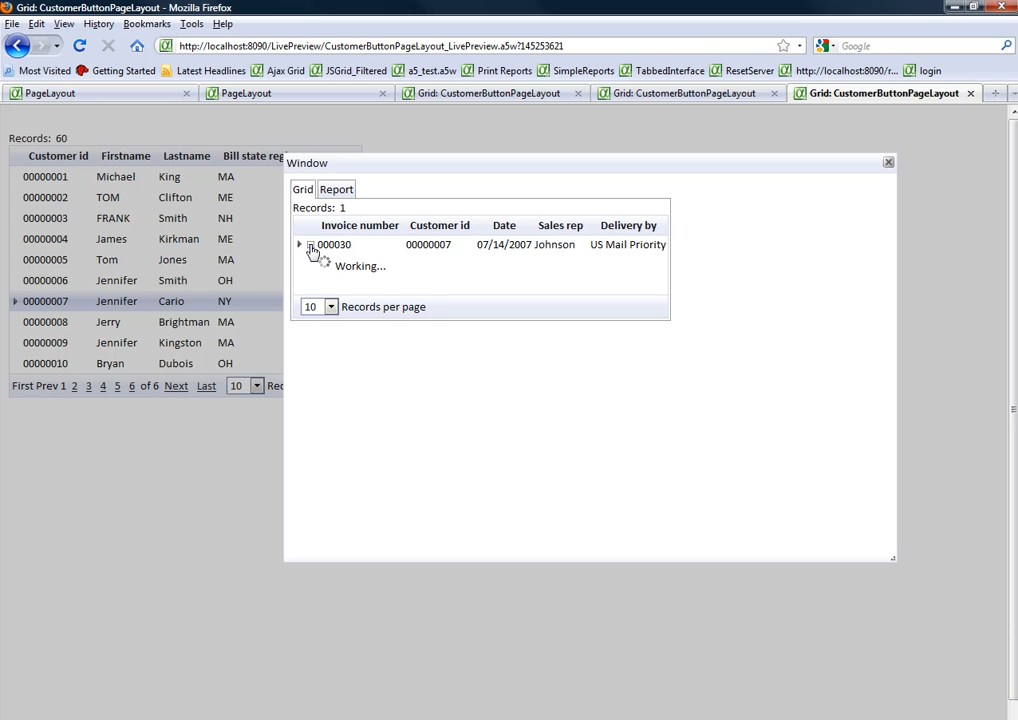 Grid: CustomerButtonPageLayout - Mozilla Firefox
File Edit View History Bookmarks Tools Help
http://localhost:8090/LivePreview/CustomerButtonPageLayout_LivePreview.a5w?145253621
Google
Most Visited Getting Started Latest Headlines Ajax Grid JSGrid_Filtered a5_test.a5w Print Reports SimpleReports TabbedInterface ResetServer http://localhost:8090/r... login
PageLayout PageLayout Grid: CustomerButtonPageLayout Grid: CustomerButtonPageLayout Grid: CustomerButtonPageLayout
Records: 60
Customer id Firstname Lastname Bill state
00000001 Michael King MA
00000002 TOM Clifton ME
00000003 FRANK Smith NH
00000004 James Kirkman ME
00000005 Tom Jones MA
00000006 Jennifer Smith OH
00000007 Jennifer Cario NY
00000008 Jerry Brightman MA
00000009 Jennifer Kingston MA
00000010 Bryan Dubois OH
First Prev 1 2 3 4 5 6 of 6 Next Last 10
Window
Grid Report
Records: 1
Invoice number Customer id Date Sales rep Delivery by
000030 00000007 07/14/2007 Johnson US Mail Priority
Working...
10 Records per page